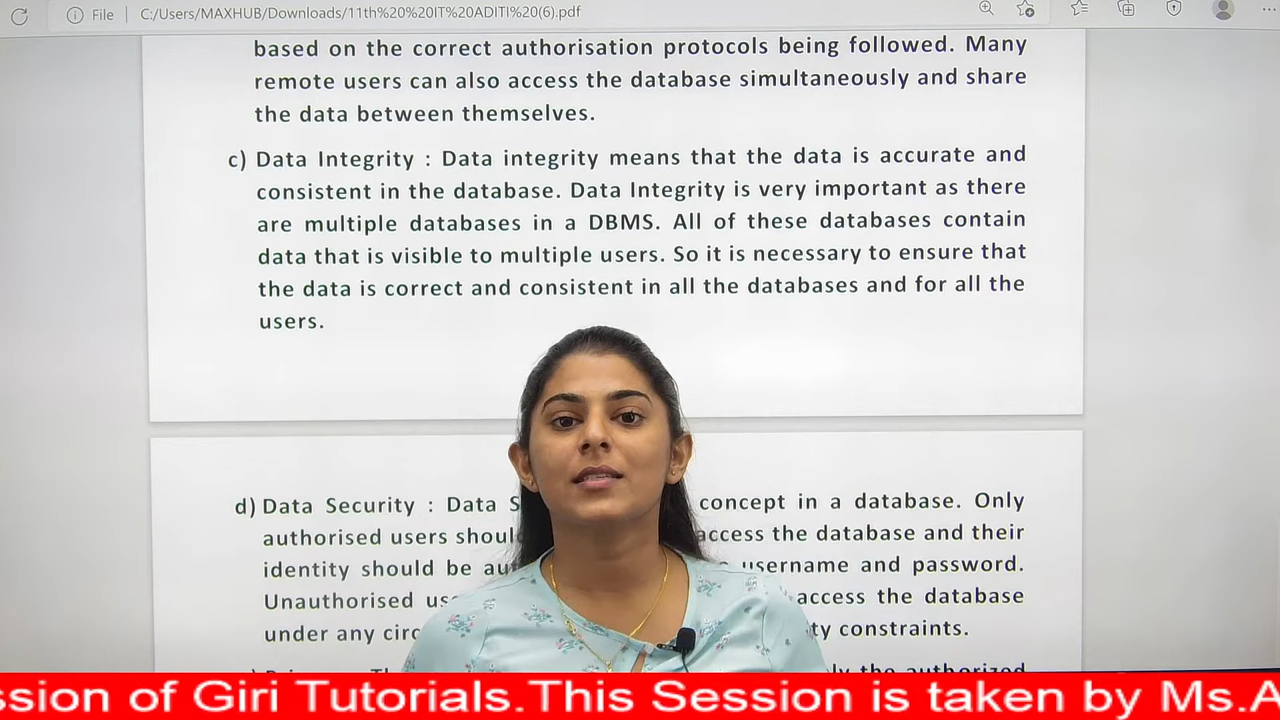 File C:/Users/MAXHUB/Downloads/11th%20%20IT%20ADITI%20(6).pdf
based on the correct authorisation protocols being followed. Many
remote users can also access the database simultaneously and share
the data between themselves.
c) Data Integrity : Data integrity means that the data is accurate and
consistent in the database. Data Integrity is very important as there
are multiple databases in a DBMS. All of these databases contain
data that is visible to multiple users. So it is necessary to ensure that
the data is correct and consistent in all the databases and for all the
users.
d) Data Security : Data concept in a database. Only
authorised users access the database and their
identity should be username and password.
Unauthorised access the database
under any constraints.
the authorized
ssion of Giri Tutorials.This Session is taken by Ms.A